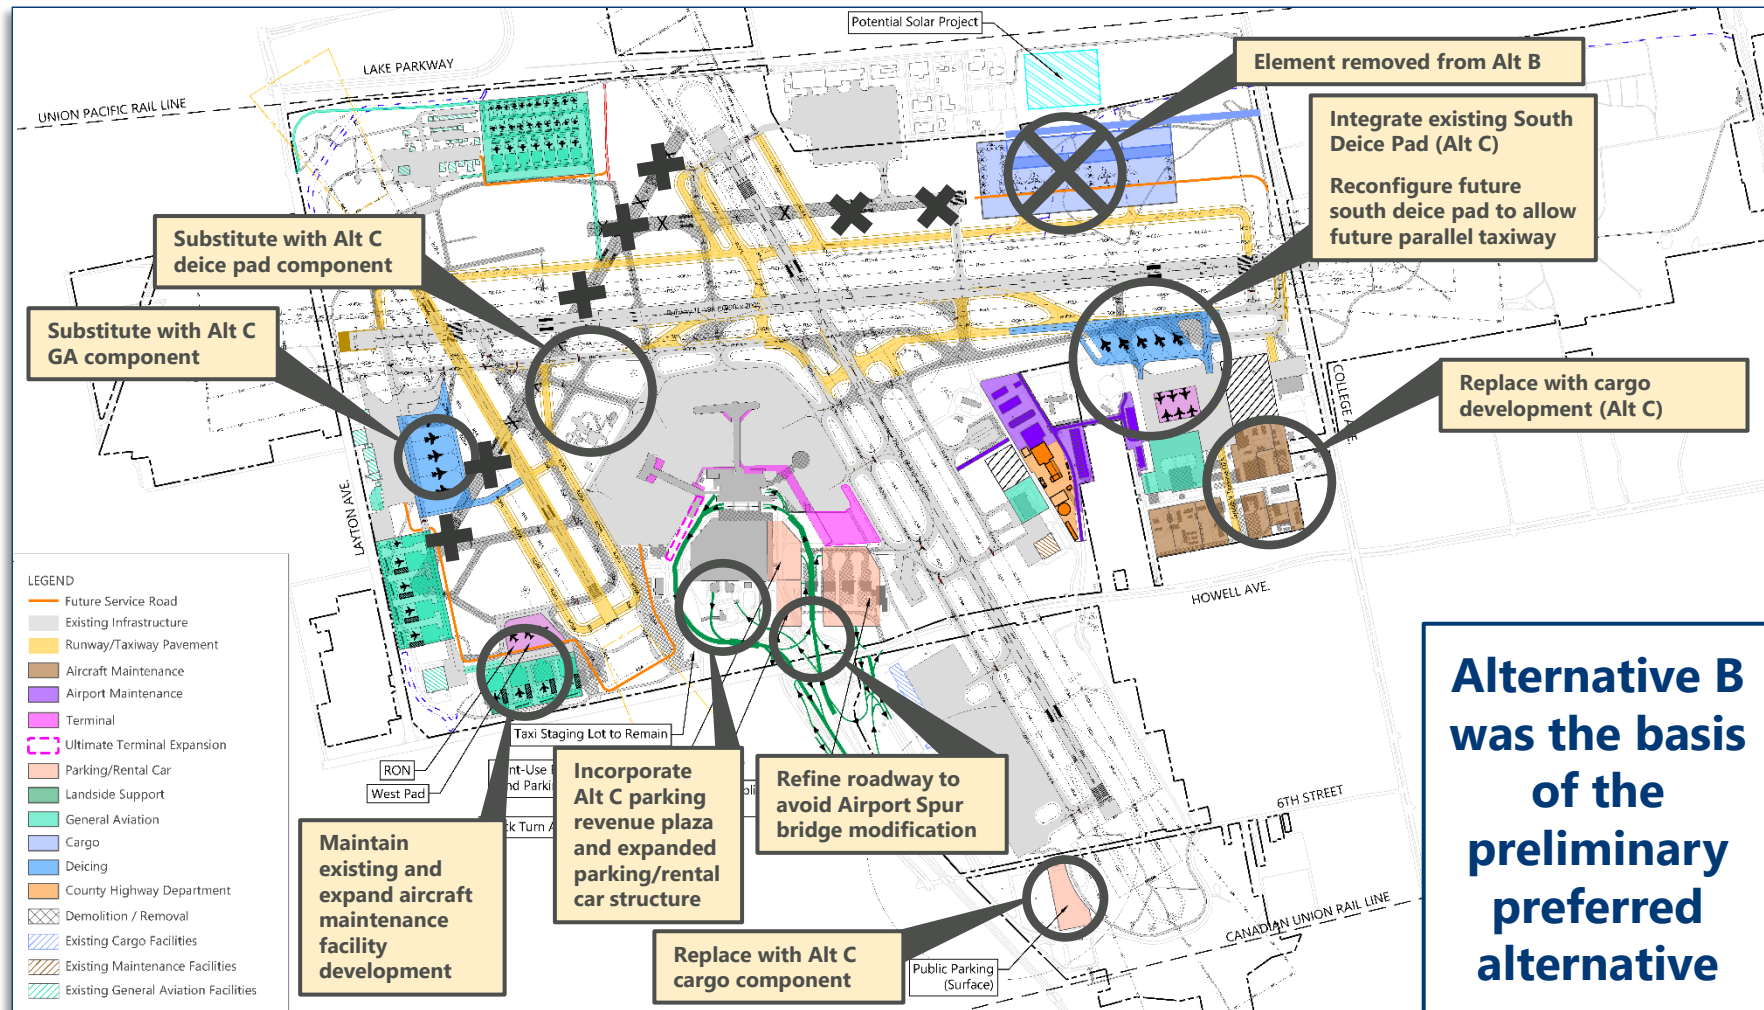 Potential Solar Project
LAKE PARKWAY
UNION PACIFIC RAIL LINE
Element removed from Alt B
Integrate existing South
Deice Pad (Alt C)
Reconfigure future
south deice pad to allow
future parallel taxiway
Substitute with Alt C
deice pad component
Substitute with Alt C
GA component
Replace with cargo
development (Alt C)
COLLEGE AVE.
LAYTON AVE.
HOWELL AVE.
LEGEND
Future Service Road
Existing Infrastructure
Runway/Taxiway Pavement
Aircraft Maintenance
Airport Maintenance
Terminal
Ultimate Terminal Expansion
Parking/Rental Car
Landside Support
General Aviation
Cargo
Deicing
County Highway Department
Demolition / Removal
Existing Cargo Facilities
Existing Maintenance Facilities
Existing General Aviation Facilities
Taxi Staging Lot to Remain
RON
West Pad
Maintain
existing and
expand aircraft
maintenance
facility
development
Incorporate
Alt C parking
revenue plaza
and expanded
parking/rental
car structure
Refine roadway to
avoid Airport Spur
bridge modification
Replace with Alt C
cargo component
Public Parking
(Surface)
6TH STREET
CANADIAN UNION RAIL LINE
Alternative B
was the basis
of the
preliminary
preferred
alternative